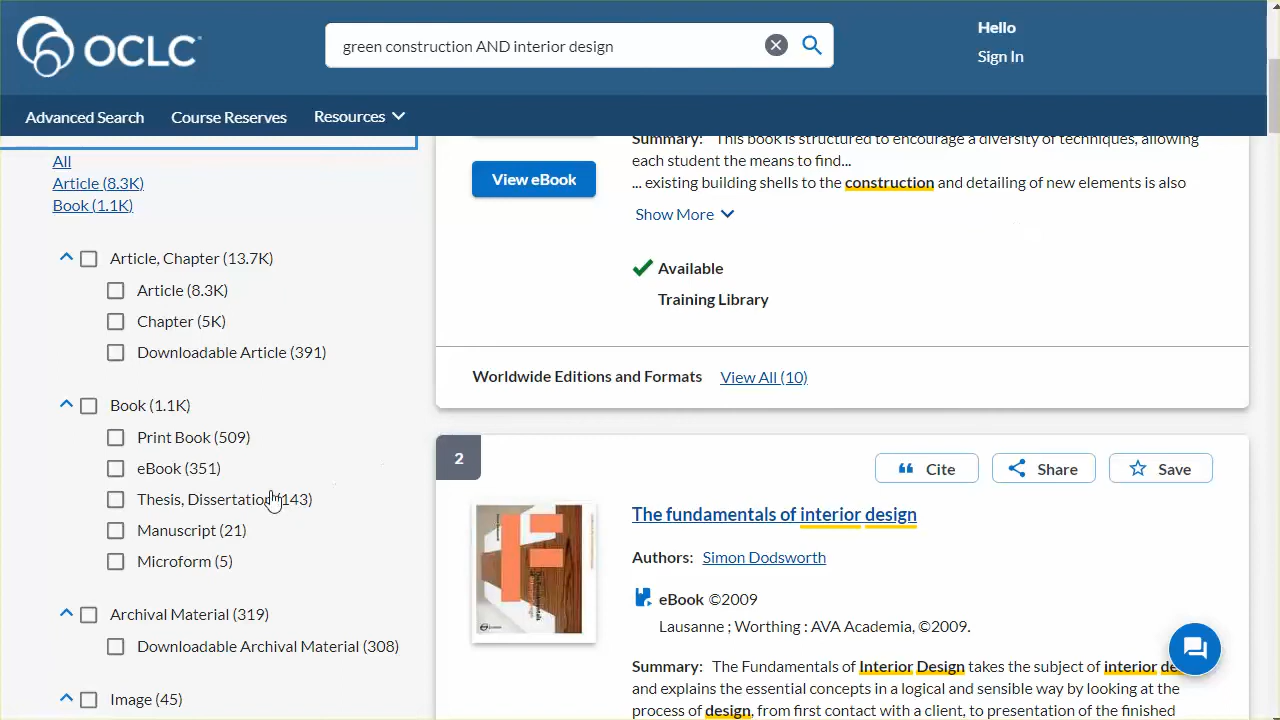 OCLC
green construction AND interior design
Hello
Sign In
Advanced Search
Course Reserves
Resources
All
Article (8.3K)
Book (1.1K)
Article, Chapter (13.7K)
Article (8.3K)
Chapter (5K)
Downloadable Article (391)
Book (1.1K)
Print Book (509)
eBook (351)
Thesis, Dissertation (143)
Manuscript (21)
Microform (5)
Archival Material (319)
Downloadable Archival Material (308)
Image (45)
View eBook
Summary: This book is structured to encourage a diversity of techniques, allowing
each student the means to find...
... existing building shells to the construction and detailing of new elements is also
Show More
Available
Training Library
Worldwide Editions and Formats View All (10)
2
Cite
Share
Save
The fundamentals of interior design
Authors: Simon Dodsworth
eBook ©2009
Lausanne ; Worthing : AVA Academia, ©2009.
Summary: The Fundamentals of Interior Design takes the subject of interior de
and explains the essential concepts in a logical and sensible way by looking at the
process of design, from first contact with a client, to presentation of the finished